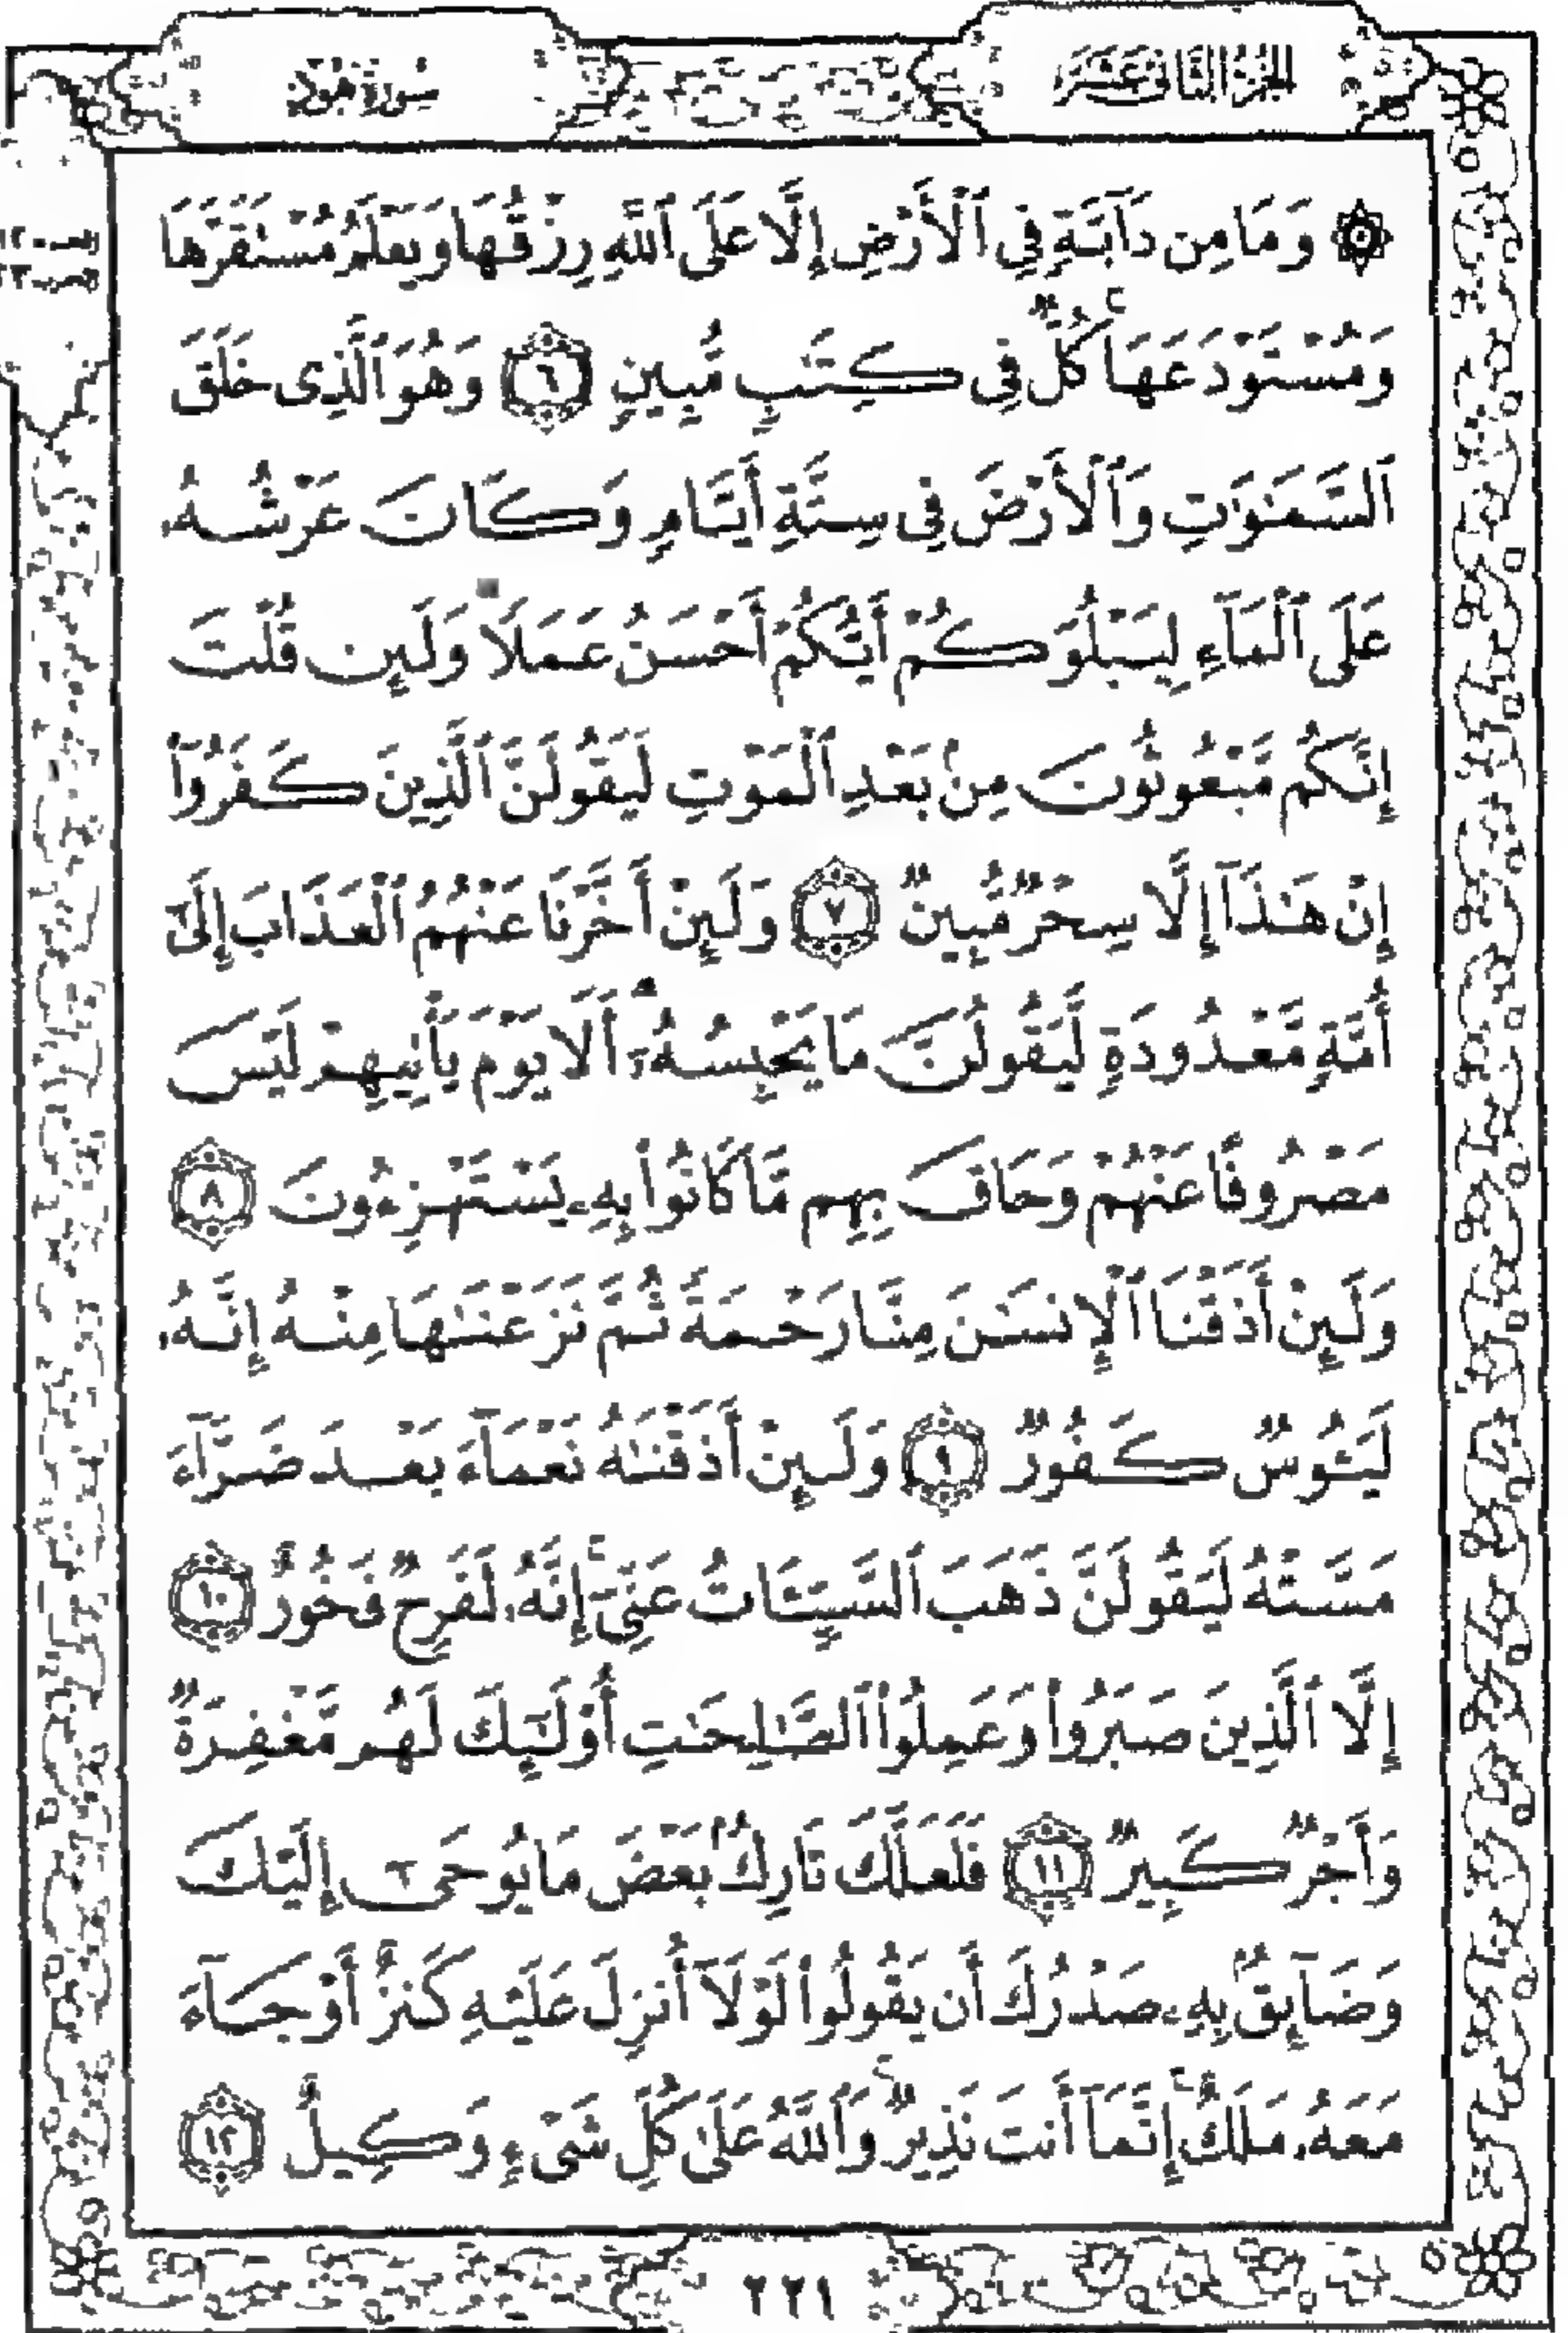 الجزء الثاني عشر
سورة هود
۞ وَمَا مِن دَآبَّةٍ فِي ٱلْأَرْضِ إِلَّا عَلَى ٱللَّهِ رِزْقُهَا وَيَعْلَمُ مُسْتَقَرَّهَا
وَمُسْتَوْدَعَهَا ۚ كُلٌّ فِي كِتَٰبٍ مُّبِينٍ ٦ وَهُوَ ٱلَّذِي خَلَقَ
ٱلسَّمَٰوَٰتِ وَٱلْأَرْضَ فِي سِتَّةِ أَيَّامٍ وَكَانَ عَرْشُهُۥ
عَلَى ٱلْمَآءِ لِيَبْلُوَكُمْ أَيُّكُمْ أَحْسَنُ عَمَلًا ۗ وَلَئِن قُلْتَ
إِنَّكُم مَّبْعُوثُونَ مِنۢ بَعْدِ ٱلْمَوْتِ لَيَقُولَنَّ ٱلَّذِينَ كَفَرُوٓا۟
إِنْ هَٰذَآ إِلَّا سِحْرٌ مُّبِينٌ ٧ وَلَئِنْ أَخَّرْنَا عَنْهُمُ ٱلْعَذَابَ إِلَىٰٓ
أُمَّةٍ مَّعْدُودَةٍ لَّيَقُولُنَّ مَا يَحْبِسُهُۥٓ ۗ أَلَا يَوْمَ يَأْتِيهِمْ لَيْسَ
مَصْرُوفًا عَنْهُمْ وَحَاقَ بِهِم مَّا كَانُوا۟ بِهِۦ يَسْتَهْزِءُونَ ٨
وَلَئِنْ أَذَقْنَا ٱلْإِنسَٰنَ مِنَّا رَحْمَةً ثُمَّ نَزَعْنَٰهَا مِنْهُ إِنَّهُۥ
لَيَـُٔوسٌ كَفُورٌ ٩ وَلَئِنْ أَذَقْنَٰهُ نَعْمَآءَ بَعْدَ ضَرَّآءَ
مَسَّتْهُ لَيَقُولَنَّ ذَهَبَ ٱلسَّيِّـَٔاتُ عَنِّيٓ ۚ إِنَّهُۥ لَفَرِحٌ فَخُورٌ ١٠
إِلَّا ٱلَّذِينَ صَبَرُوا۟ وَعَمِلُوا۟ ٱلصَّٰلِحَٰتِ أُو۟لَٰٓئِكَ لَهُم مَّغْفِرَةٌ
وَأَجْرٌ كَبِيرٌ ١١ فَلَعَلَّكَ تَارِكٌۢ بَعْضَ مَا يُوحَىٰٓ إِلَيْكَ
وَضَآئِقٌۢ بِهِۦ صَدْرُكَ أَن يَقُولُوا۟ لَوْلَآ أُنزِلَ عَلَيْهِ كَنزٌ أَوْ جَآءَ
مَعَهُۥ مَلَكٌ ۚ إِنَّمَآ أَنتَ نَذِيرٌ ۚ وَٱللَّهُ عَلَىٰ كُلِّ شَىْءٍ وَكِيلٌ ١٢
٢٢١